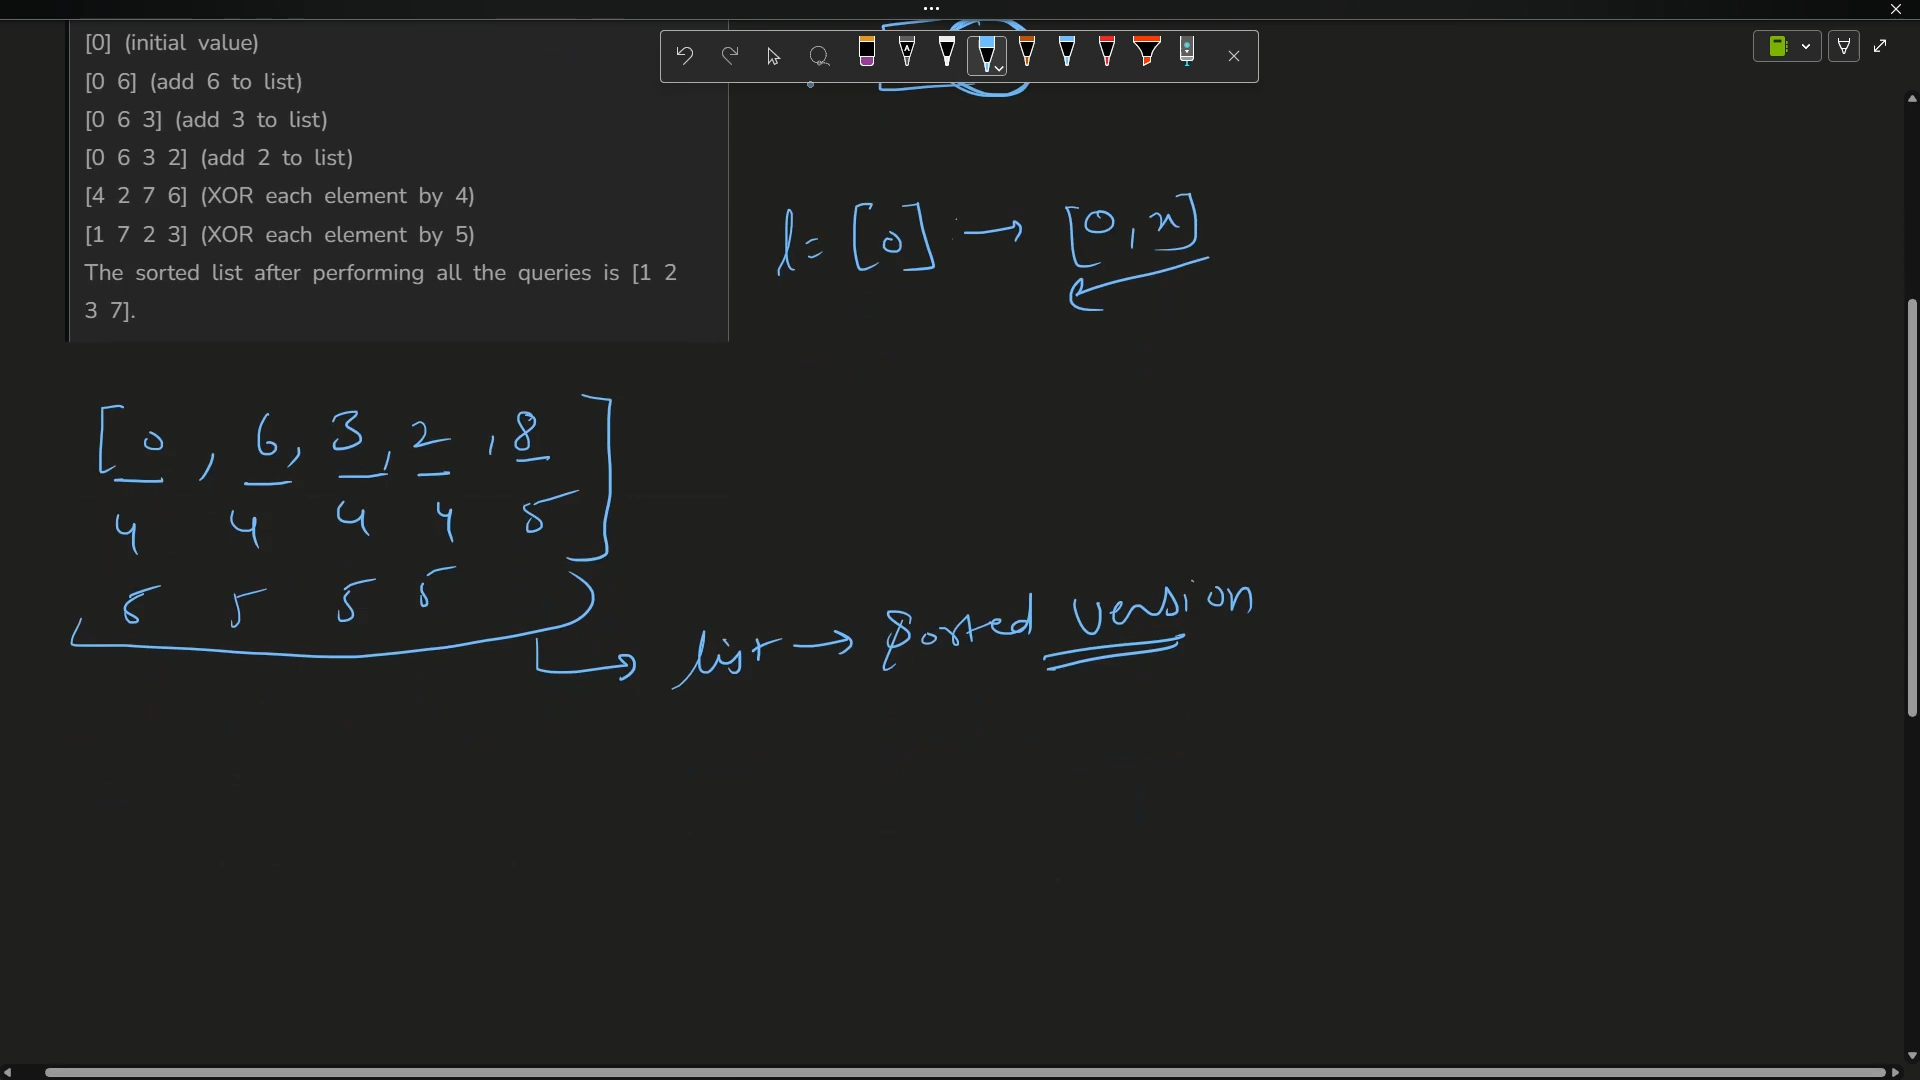 [0] (initial value)
[0 6] (add 6 to list)
[0 6 3] (add 3 to list)
[0 6 3 2] (add 2 to list)
[4 2 7 6] (XOR each element by 4)
[1 7 2 3] (XOR each element by 5)
The sorted list after performing all the queries is [1 2
3 7].
l = [0] → [0, x]
[0, 6, 3, 2, 8]
4 4 4 4 5
5 5 5 5
list → Sorted version